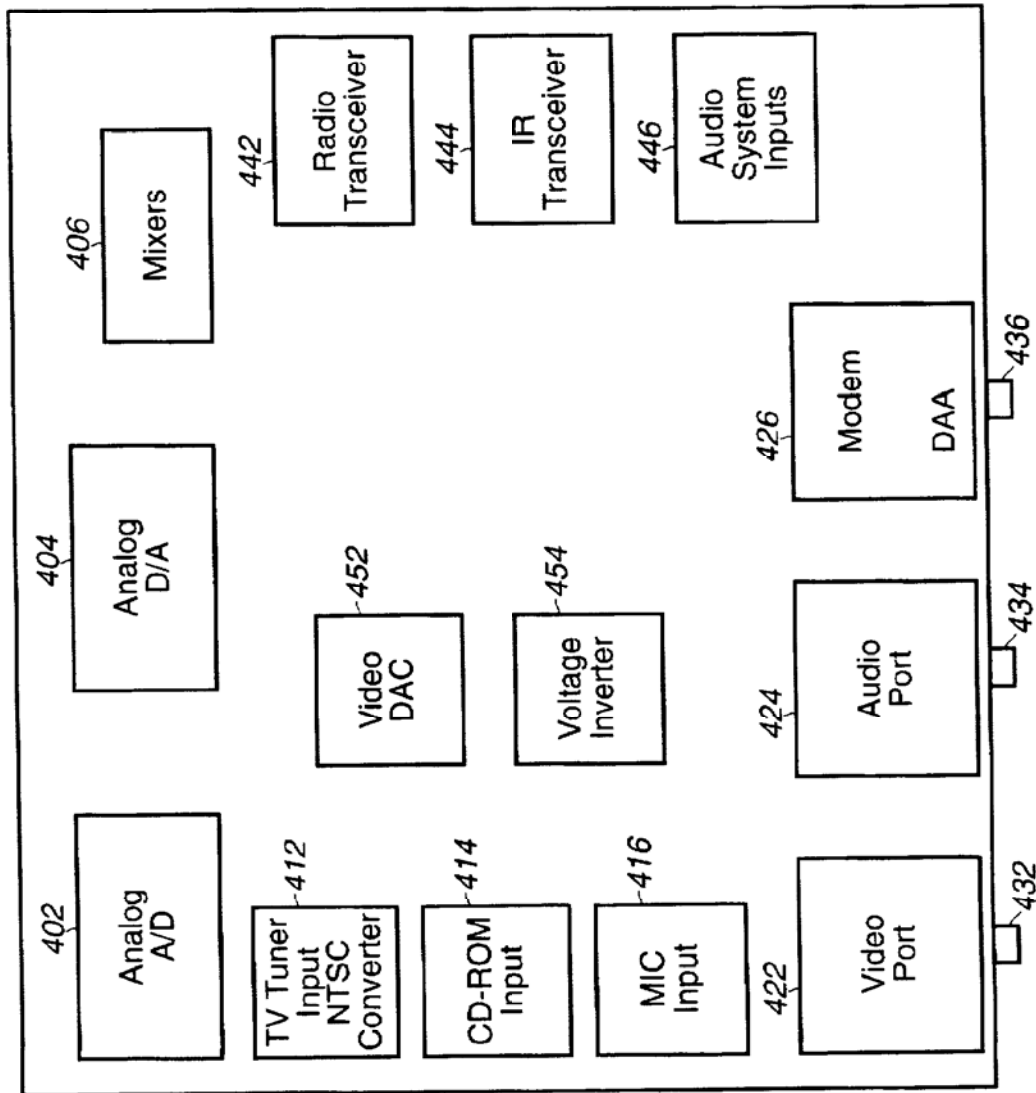 402
Analog
A/D
404
Analog
D/A
406
Mixers
412
TV Tuner
Input
NTSC
Converter
414
CD-ROM
Input
416
MIC
Input
452
Video
DAC
454
Voltage
Inverter
442
Radio
Transceiver
444
IR
Transceiver
446
Audio
System
Inputs
422
Video
Port
432
424
Audio
Port
434
426
Modem
DAA
436